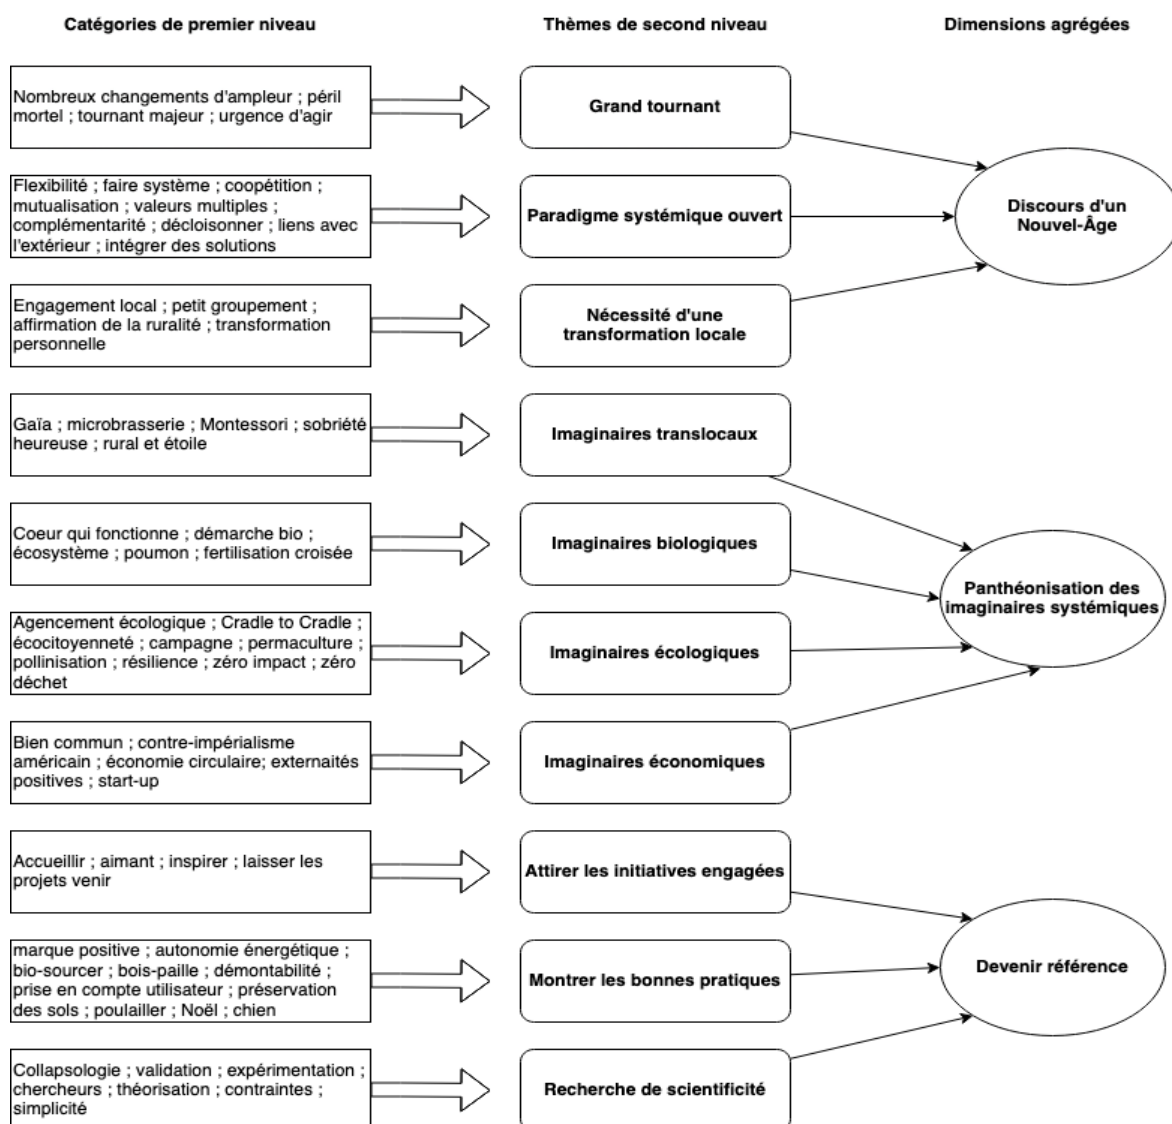 Catégories de premier niveau
Thèmes de second niveau
Dimensions agrégées
Nombreux changements d'ampleur ; péril
mortel ; tournant majeur ; urgence d'agir
Grand tournant
Flexibilité ; faire système ; coopétition ;
mutualisation ; valeurs multiples ;
complémentarité ; décloisonner ; liens avec
l'extérieur ; intégrer des solutions
Paradigme systémique ouvert
Discours d'un
Nouvel-Âge
Engagement local ; petit groupement ;
affirmation de la ruralité ; transformation
personnelle
Nécessité d'une
transformation locale
Gaïa ; microbrasserie ; Montessori ; sobriété
heureuse ; rural et étoile
Imaginaires translocaux
Coeur qui fonctionne ; démarche bio ;
écosystème ; poumon ; fertilisation croisée
Imaginaires biologiques
Panthéonisation des
imaginaires systémiques
Agencement écologique ; Cradle to Cradle ;
écocitoyenneté ; campagne ; permaculture ;
pollinisation ; résilience ; zéro impact ; zéro
déchet
Imaginaires écologiques
Bien commun ; contre-impérialisme
américain ; économie circulaire; externaités
positives ; start-up
Imaginaires économiques
Accueillir ; aimant ; inspirer ; laisser les
projets venir
Attirer les initiatives engagées
marque positive ; autonomie énergétique ;
bio-sourcer ; bois-paille ; démontabilité ;
prise en compte utilisateur ; préservation
des sols ; poulailler ; Noël ; chien
Montrer les bonnes pratiques
Devenir référence
Collapsologie ; validation ; expérimentation ;
chercheurs ; théorisation ; contraintes ;
simplicité
Recherche de scientificité